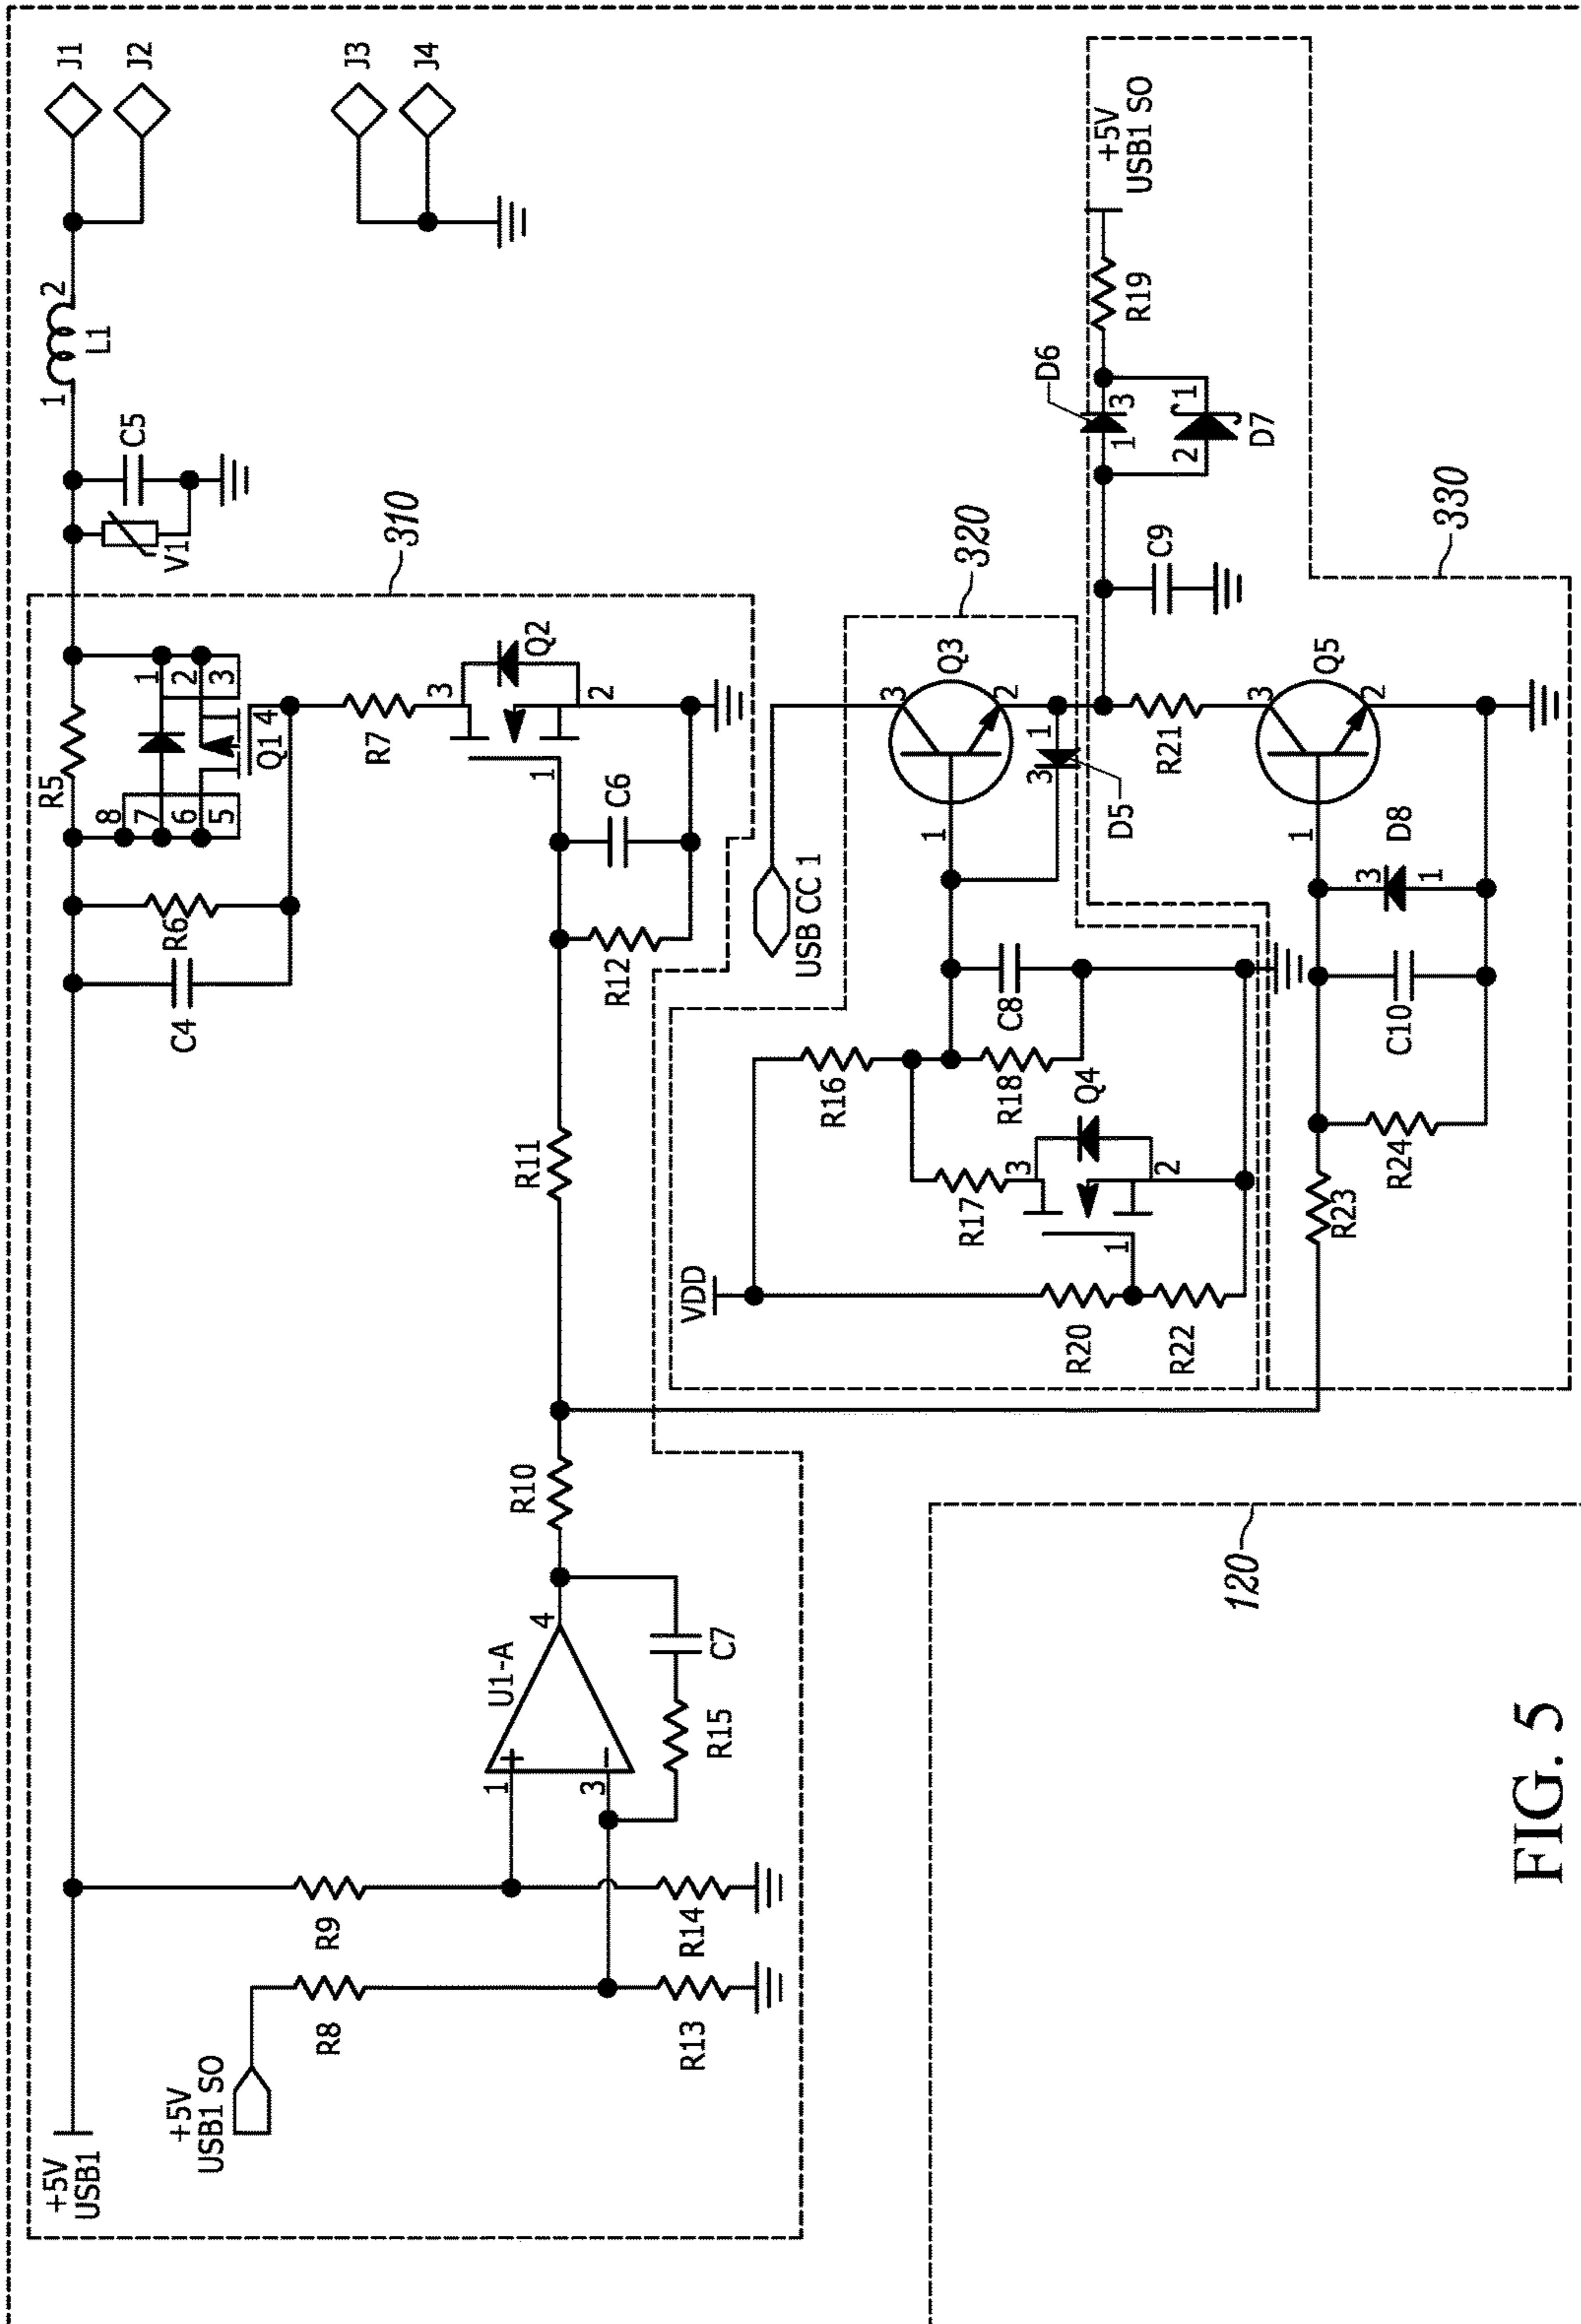 +5V
USB1
R5
1
L1
2
J1
J2
8
7
6
5
1
2
3
C4
R6
V1
C5
+5V
USB1 SO
Q1
4
R8
R9
R7
J3
J4
310
3
Q2
1
2
U1-A
1
+
3
-
4
R10
R11
R12
C6
R13
R14
R15
C7
VDD
USB CC 1
R16
3
Q3
1
2
320
R17
R18
C8
3
1
D5
3
Q4
1
2
R20
R22
D6
1
3
R19
+5V
USB1 SO
C9
R21
2
1
D7
120
R23
R24
C10
1
3
Q5
2
3
D8
1
330
FIG. 5